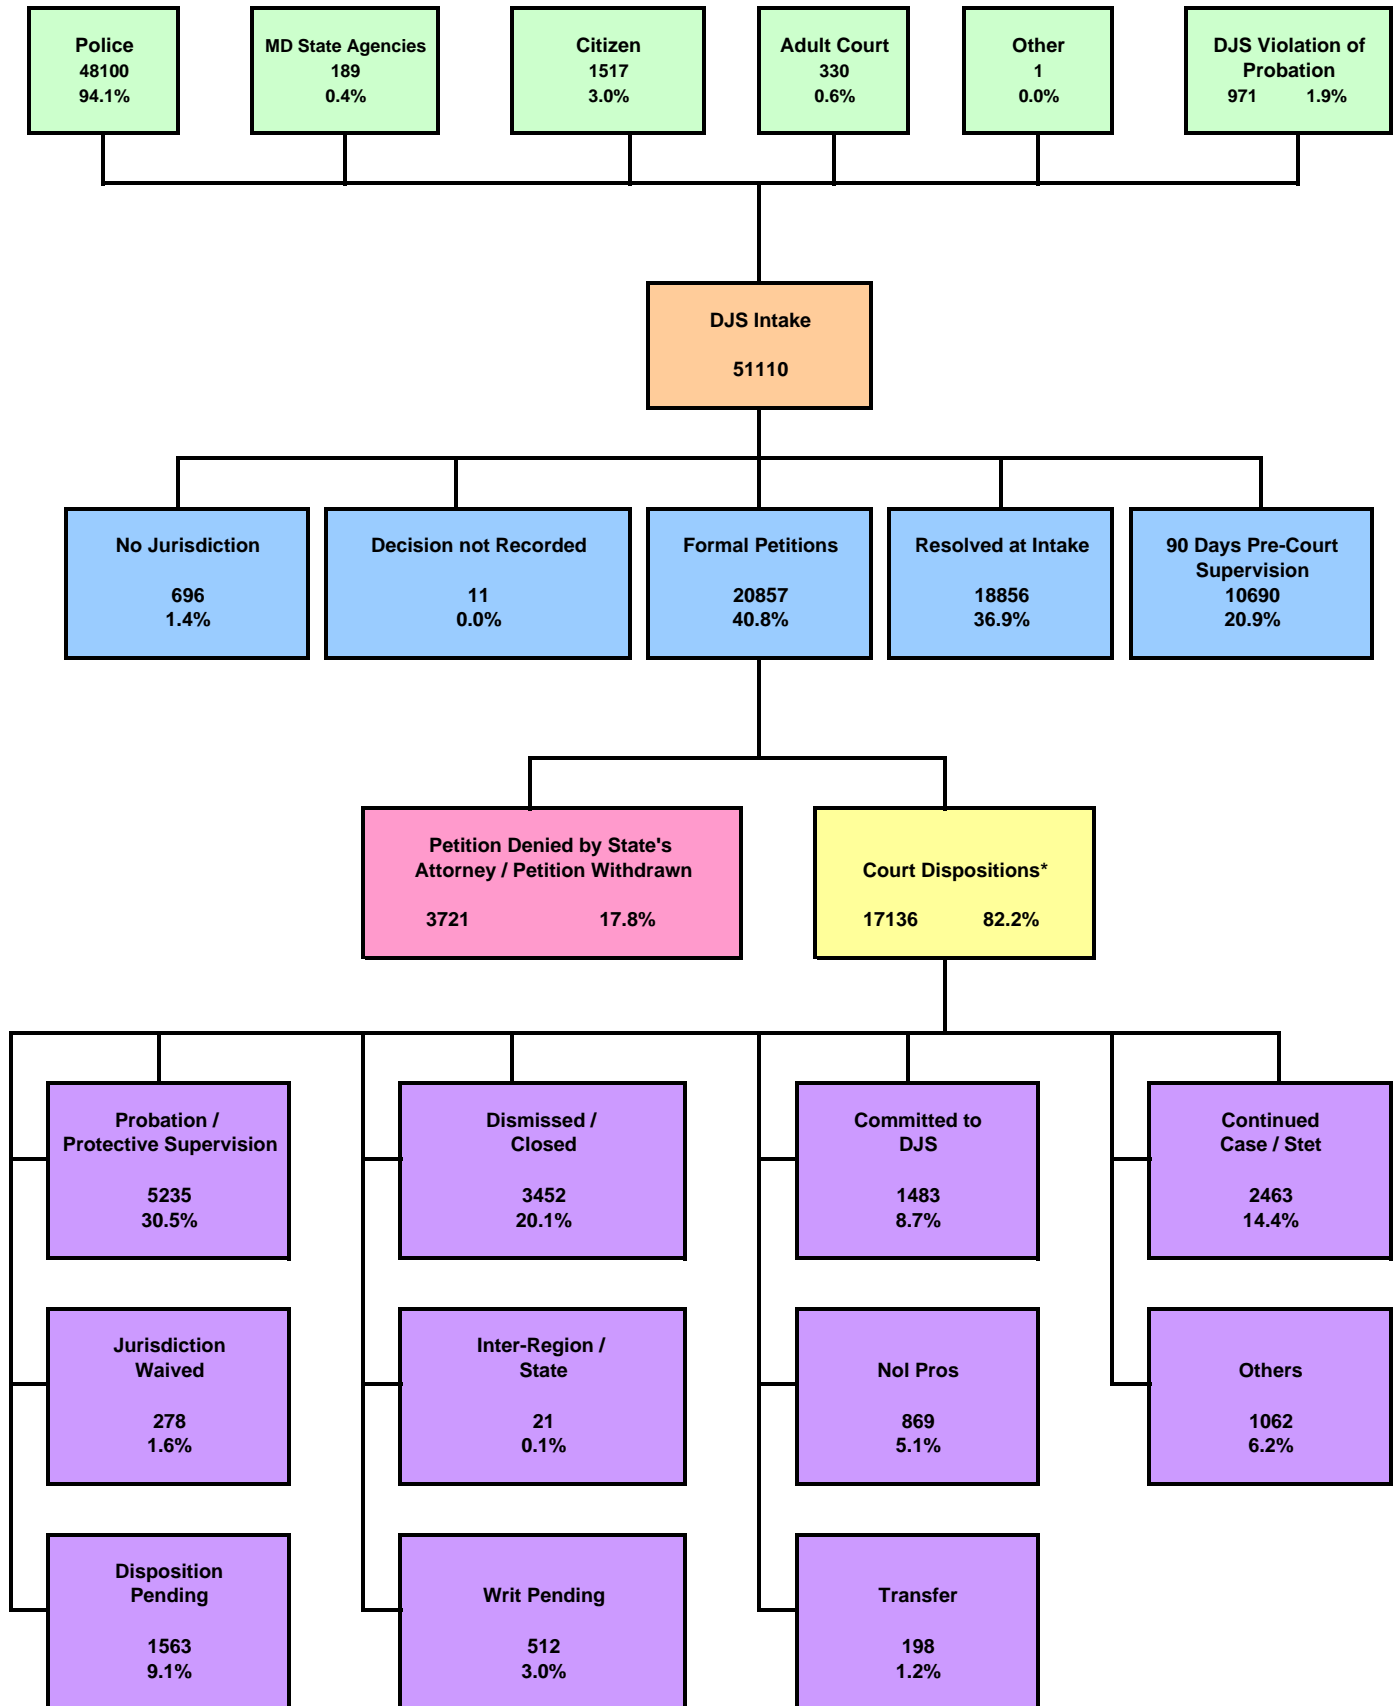 Police
48100
94.1%
MD State Agencies
189
0.4%
Citizen
1517
3.0%
Adult Court
330
0.6%
Other
1
0.0%
DJS Violation of
Probation
971 1.9%
DJS Intake
51110
No Jurisdiction
696
1.4%
Decision not Recorded
11
0.0%
Formal Petitions
20857
40.8%
Resolved at Intake
18856
36.9%
90 Days Pre-Court
Supervision
10690
20.9%
Petition Denied by State's
Attorney / Petition Withdrawn
3721 17.8%
Court Dispositions*
17136 82.2%
Probation /
Protective Supervision
5235
30.5%
Dismissed /
Closed
3452
20.1%
Committed to
DJS
1483
8.7%
Continued
Case / Stet
2463
14.4%
Jurisdiction
Waived
278
1.6%
Inter-Region /
State
21
0.1%
Nol Pros
869
5.1%
Others
1062
6.2%
Disposition
Pending
1563
9.1%
Writ Pending
512
3.0%
Transfer
198
1.2%